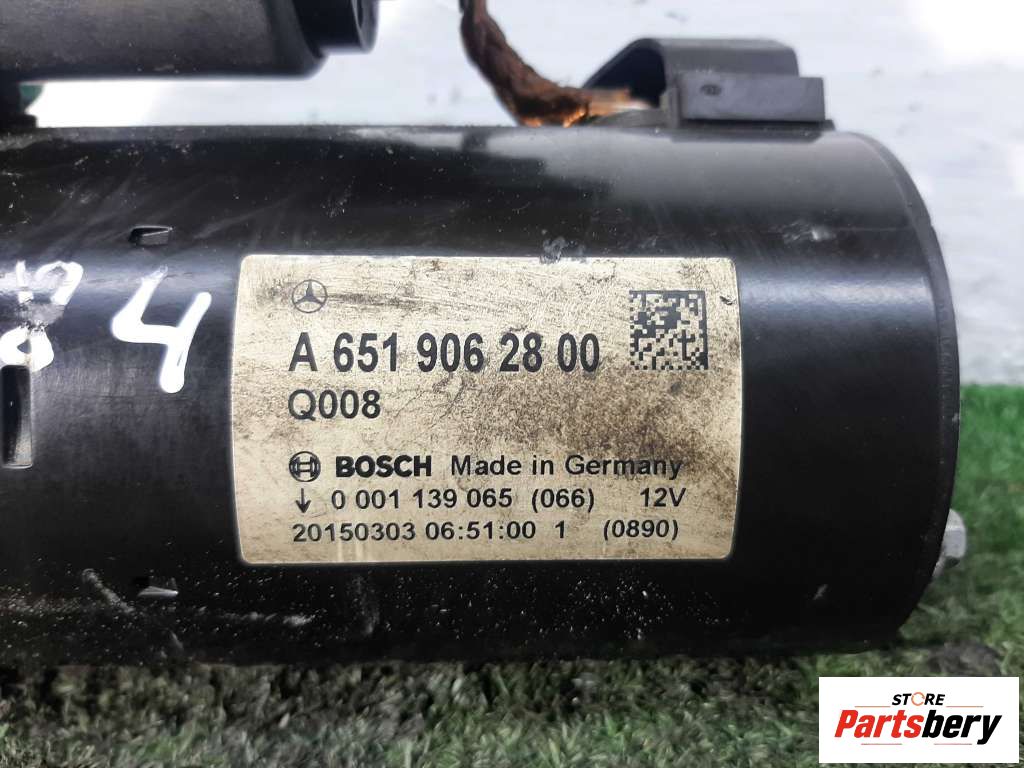 4
A 651 906 28 00
Q008
BOSCH Made in Germany
↓ 0 001 139 065 (066) 12V
20150303 06:51:00 1 (0890)
STORE
Partsbery